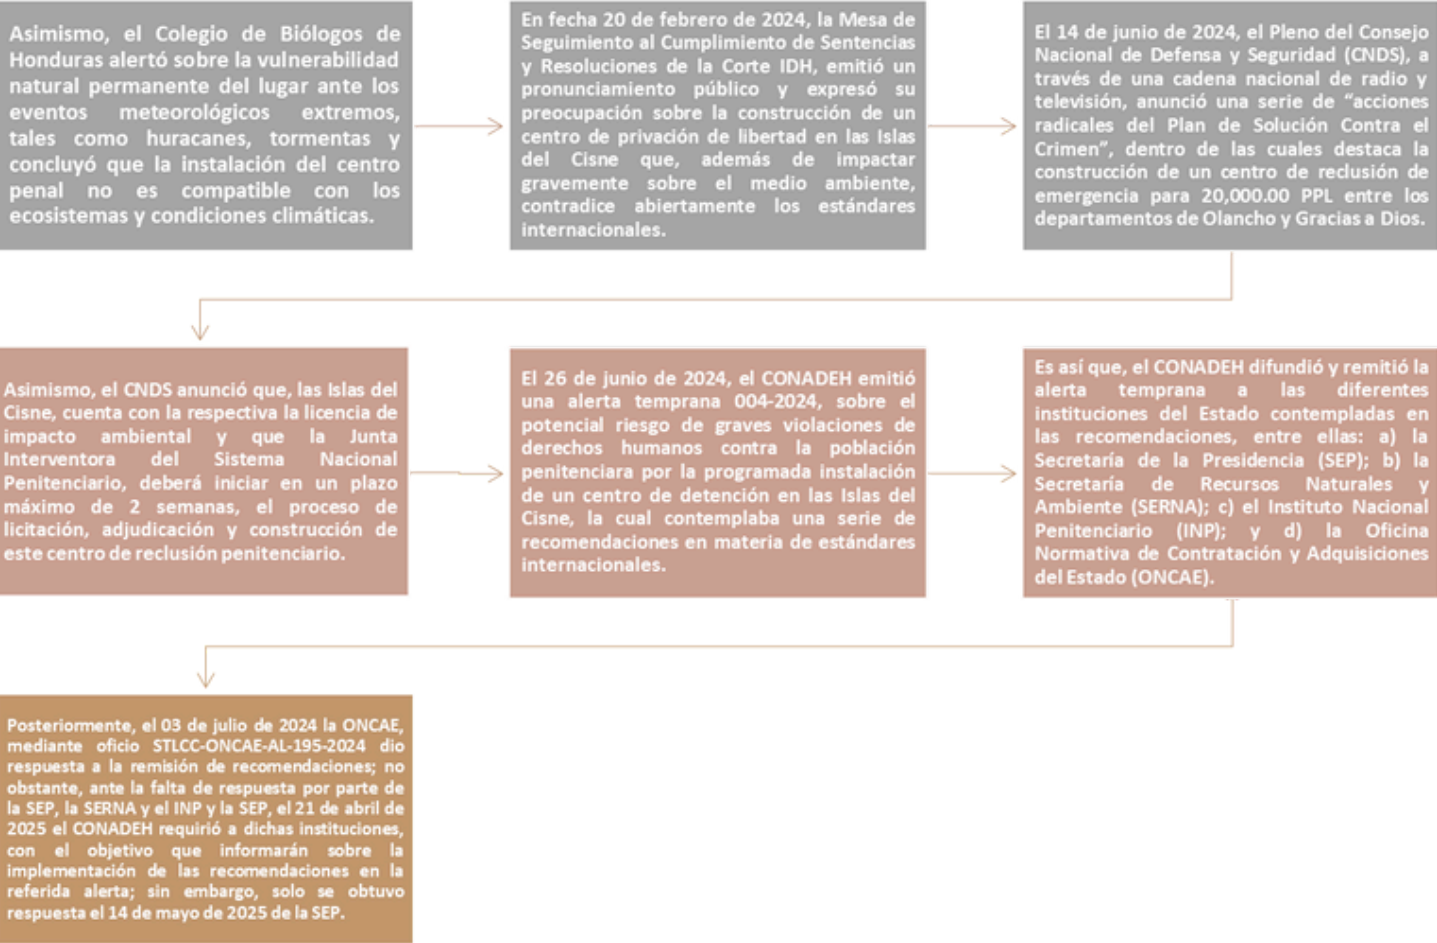 Asimismo, el Colegio de Biólogos de
Honduras alertó sobre la vulnerabilidad
natural permanente del lugar ante los
eventos meteorológicos extremos,
tales como huracanes, tormentas y
concluyó que la instalación del centro
penal no es compatible con los
ecosistemas y condiciones climáticas.
En fecha 20 de febrero de 2024, la Mesa de
Seguimiento al Cumplimiento de Sentencias
y Resoluciones de la Corte IDH, emitió un
pronunciamiento público y expresó su
preocupación sobre la construcción de un
centro de privación de libertad en las Islas
del Cisne que, además de impactar
gravemente sobre el medio ambiente,
contradice abiertamente los estándares
internacionales.
El 14 de junio de 2024, el Pleno del Consejo
Nacional de Defensa y Seguridad (CNDS), a
través de una cadena nacional de radio y
televisión, anunció una serie de “acciones
radicales del Plan de Solución Contra el
Crimen”, dentro de las cuales destaca la
construcción de un centro de reclusión de
emergencia para 20,000.00 PPL entre los
departamentos de Olancho y Gracias a Dios.
Asimismo, el CNDS anunció que, las Islas del
Cisne, cuenta con la respectiva la licencia de
impacto ambiental y que la Junta
Interventora del Sistema Nacional
Penitenciario, deberá iniciar en un plazo
máximo de 2 semanas, el proceso de
licitación, adjudicación y construcción de
este centro de reclusión penitenciario.
El 26 de junio de 2024, el CONADEH emitió
una alerta temprana 004-2024, sobre el
potencial riesgo de graves violaciones de
derechos humanos contra la población
penitenciara por la programada instalación
de un centro de detención en las Islas del
Cisne, la cual contemplaba una serie de
recomendaciones en materia de estándares
internacionales.
Es así que, el CONADEH difundió y remitió la
alerta temprana a las diferentes
instituciones del Estado contempladas en
las recomendaciones, entre ellas: a) la
Secretaría de la Presidencia (SEP); b) la
Secretaría de Recursos Naturales y
Ambiente (SERNA); c) el Instituto Nacional
Penitenciario (INP); y d) la Oficina
Normativa de Contratación y Adquisiciones
del Estado (ONCAE).
Posteriormente, el 03 de julio de 2024 la ONCAE,
mediante oficio STLCC-ONCAE-AL-195-2024 dio
respuesta a la remisión de recomendaciones; no
obstante, ante la falta de respuesta por parte de
la SEP, la SERNA y el INP y la SEP, el 21 de abril de
2025 el CONADEH requirió a dichas instituciones,
con el objetivo que informarán sobre la
implementación de las recomendaciones en la
referida alerta; sin embargo, solo se obtuvo
respuesta el 14 de mayo de 2025 de la SEP.